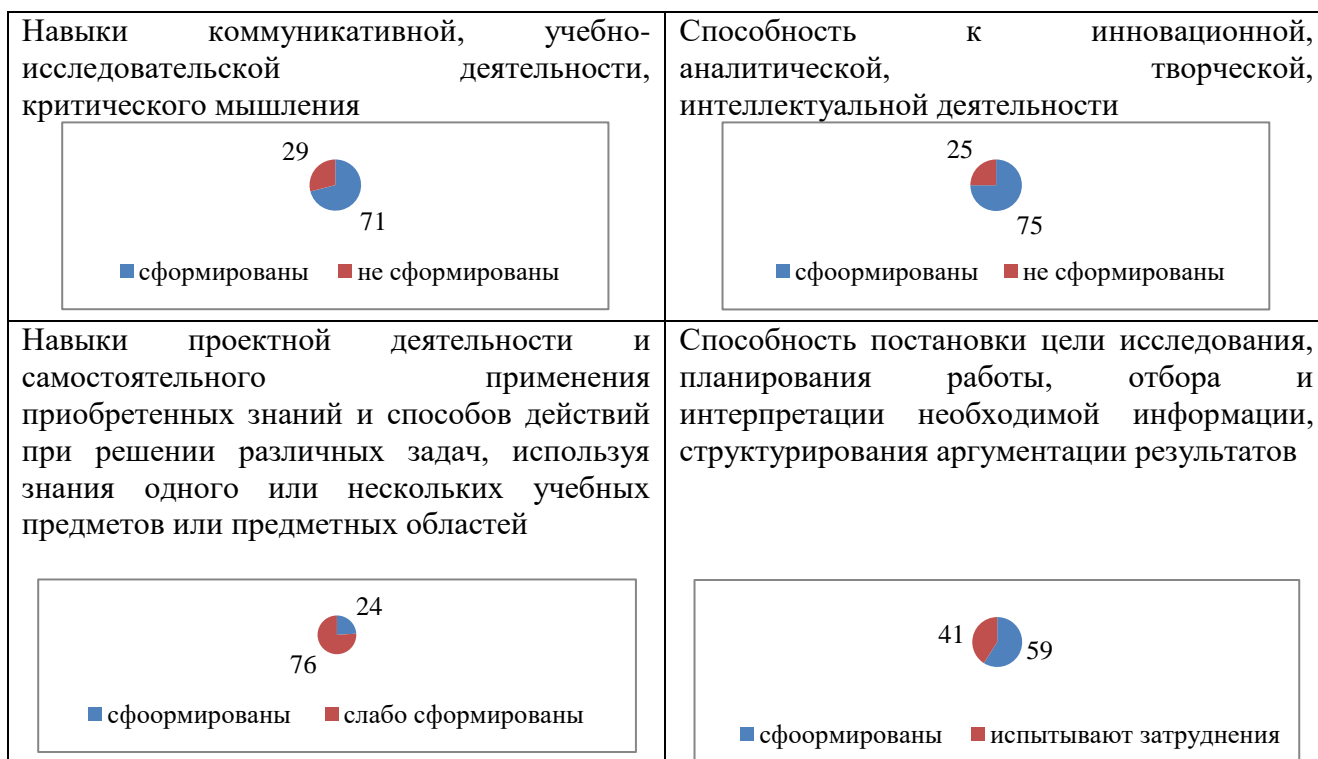 Навыки коммуникативной, учебно-
исследовательской деятельности,
критического мышления
29
71
сформированы не сформированы
Способность к инновационной,
аналитической, творческой,
интеллектуальной деятельности
25
75
сфоормированы не сформированы
Навыки проектной деятельности и
самостоятельного применения
приобретенных знаний и способов действий
при решении различных задач, используя
знания одного или нескольких учебных
предметов или предметных областей
24
76
сфоормированы слабо сформированы
Способность постановки цели исследования,
планирования работы, отбора и
интерпретации необходимой информации,
структурирования аргументации результатов
41
59
сфоормированы испытывают затруднения